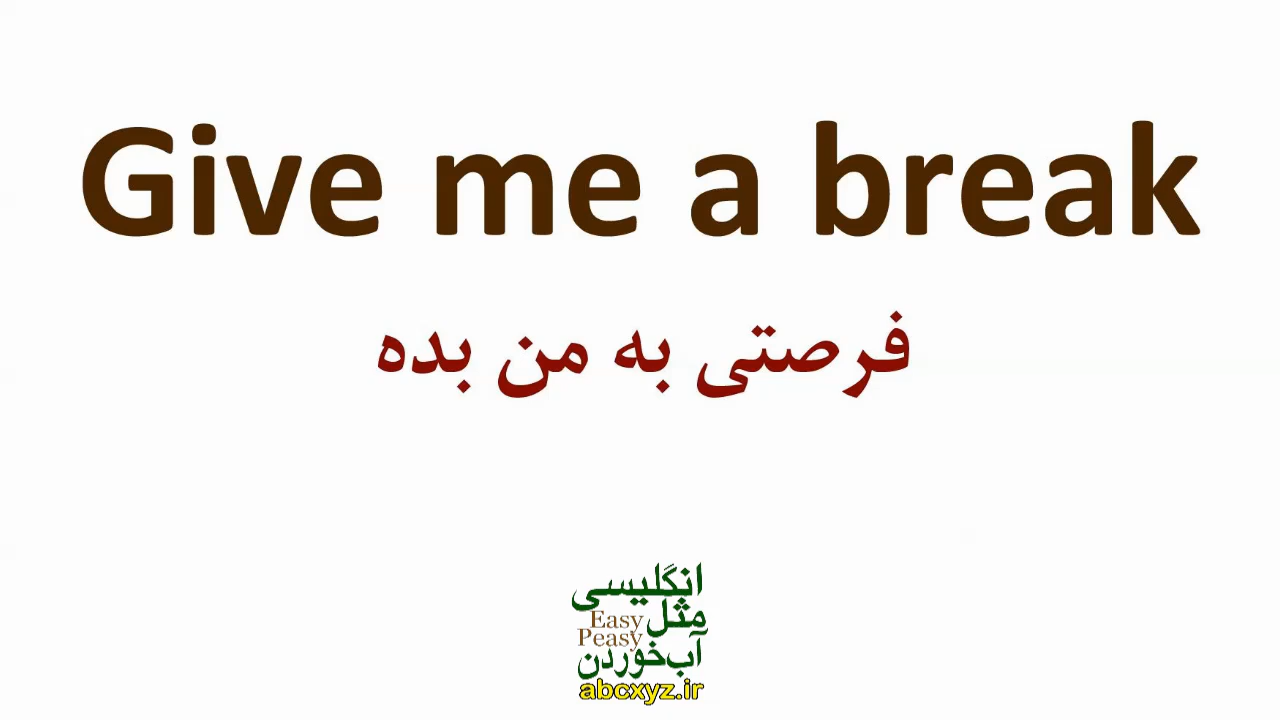 Give me a break
فرصتی به من بده
انگلیسی
مثل
Easy
Peasy
آب‌خوردن
abcxyz.ir